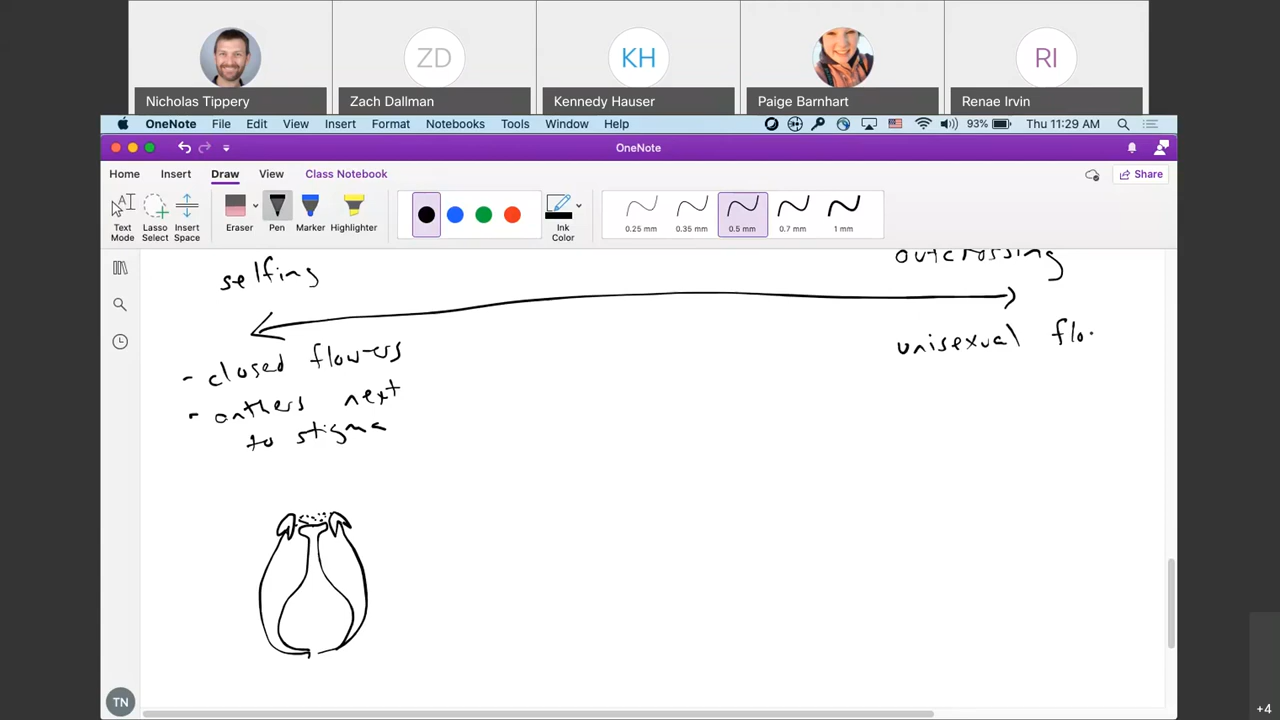 ZD
KH
RI
Nicholas Tippery
Zach Dallman
Kennedy Hauser
Paige Barnhart
Renae Irvin
OneNote File Edit View Insert Format Notebooks Tools Window Help 93% Thu 11:29 AM
OneNote
Home Insert Draw View Class Notebook Share
Text Mode
Lasso Select
Insert Space
Eraser
Pen
Marker
Highlighter
Ink Color
0.25 mm
0.35 mm
0.5 mm
0.7 mm
1 mm
selfing
outcrossing
- closed flowers
- anthers next
to stigma
unisexual flo
TN
+4